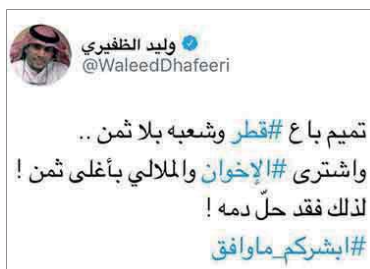 وليد الظفيري
@WaleedDhafeeri
تميم باع #قطر وشعبه بلا ثمن ..
واشترى #الإخوان والملالي بأغلى ثمن !
لذلك فقد حلّ دمه !
#ابشركم_ماوافق